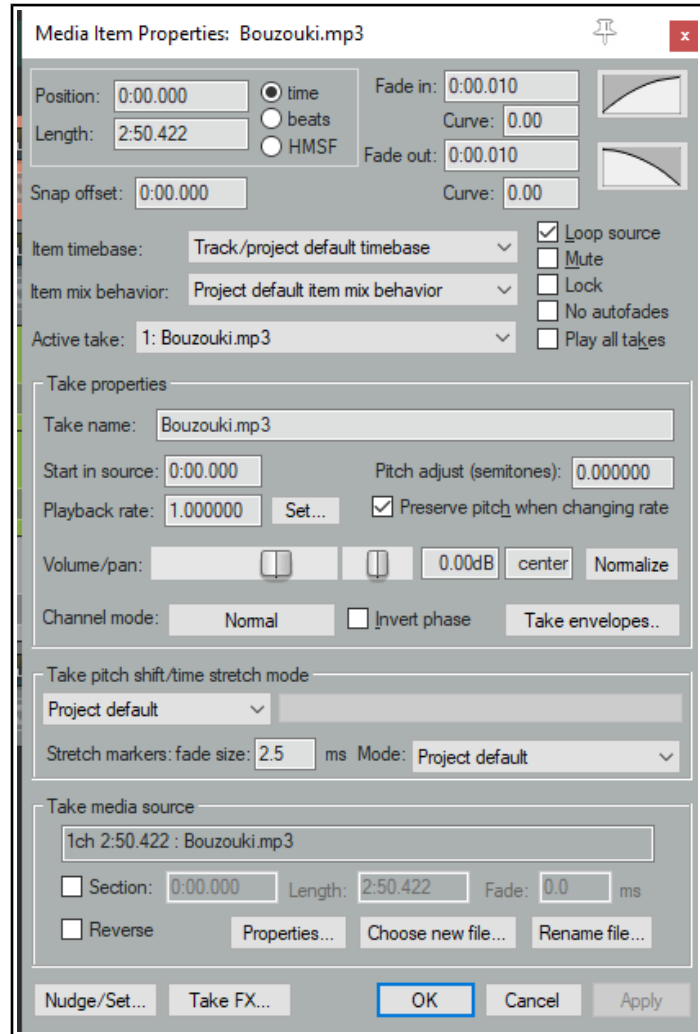 Media Item Properties: Bouzouki.mp3
x
Position: 0:00.000 time Fade in: 0:00.010
beats Curve: 0.00
Length: 2:50.422 HMSF Fade out: 0:00.010
Snap offset: 0:00.000 Curve: 0.00
Item timebase: Track/project default timebase Loop source
Mute
Item mix behavior: Project default item mix behavior Lock
No autofades
Active take: 1: Bouzouki.mp3 Play all takes
Take properties
Take name: Bouzouki.mp3
Start in source: 0:00.000 Pitch adjust (semitones): 0.000000
Playback rate: 1.000000 Set... Preserve pitch when changing rate
Volume/pan: 0.00dB center Normalize
Channel mode: Normal Invert phase Take envelopes..
Take pitch shift/time stretch mode
Project default
Stretch markers: fade size: 2.5 ms Mode: Project default
Take media source
1ch 2:50.422 : Bouzouki.mp3
Section: 0:00.000 Length: 2:50.422 Fade: 0.0 ms
Reverse Properties... Choose new file... Rename file...
Nudge/Set... Take FX... OK Cancel Apply